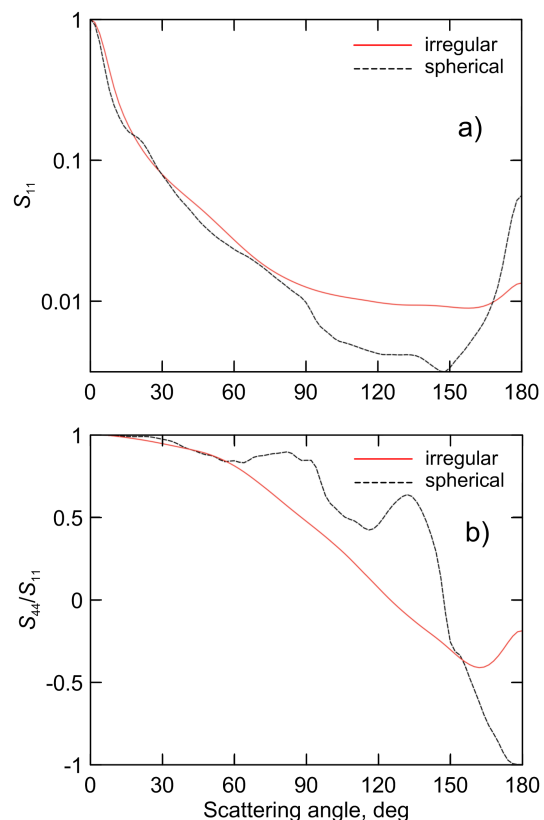 1
irregular
spherical
a)
0.1
S₁₁
0.01
0 30 60 90 120 150 180
1
irregular
spherical
0.5
b)
S₄₄/S₁₁
0
-0.5
-1
0 30 60 90 120 150 180
Scattering angle, deg